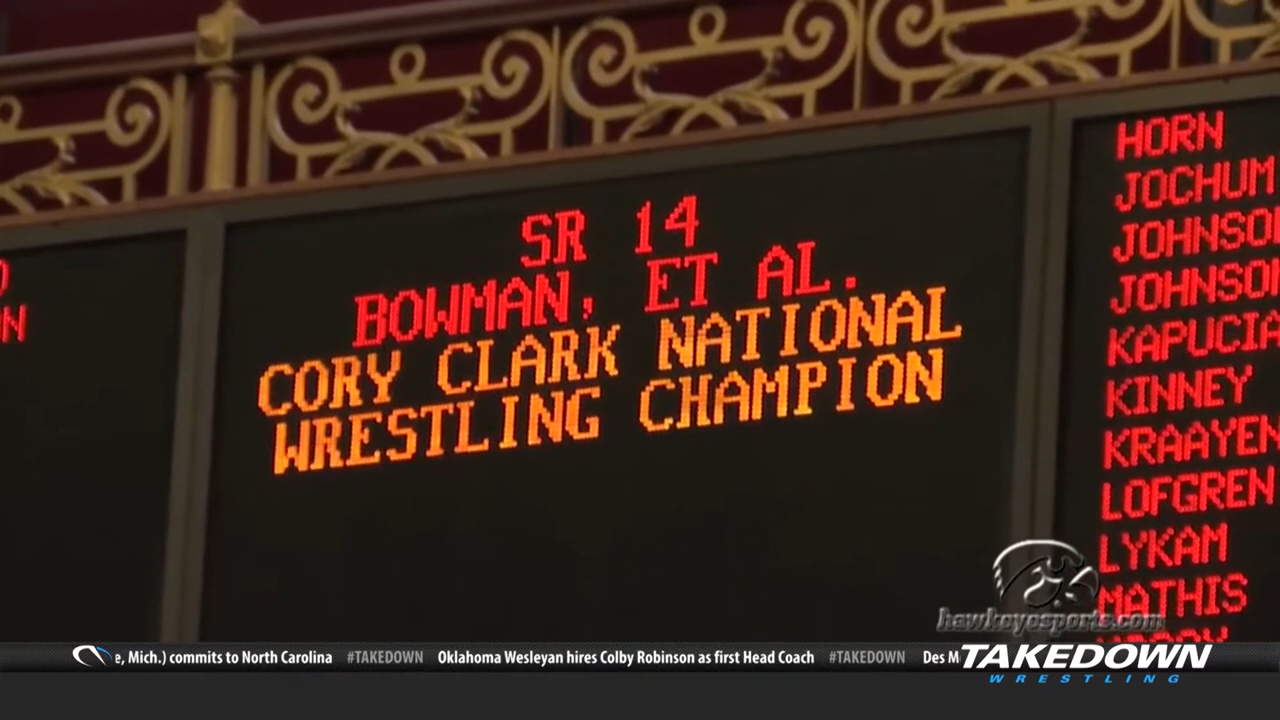 SR 14
BOWMAN, ET AL.
CORY CLARK NATIONAL
WRESTLING CHAMPION
HORN
JOCHUM
KINNEY
LOFGREN
LYKAM
MATHIS
hawkeyesports.com
e, Mich.) commits to North Carolina #TAKEDOWN Oklahoma Wesleyan hires Colby Robinson as first Head Coach #TAKEDOWN Des M
TAKEDOWN
WRESTLING